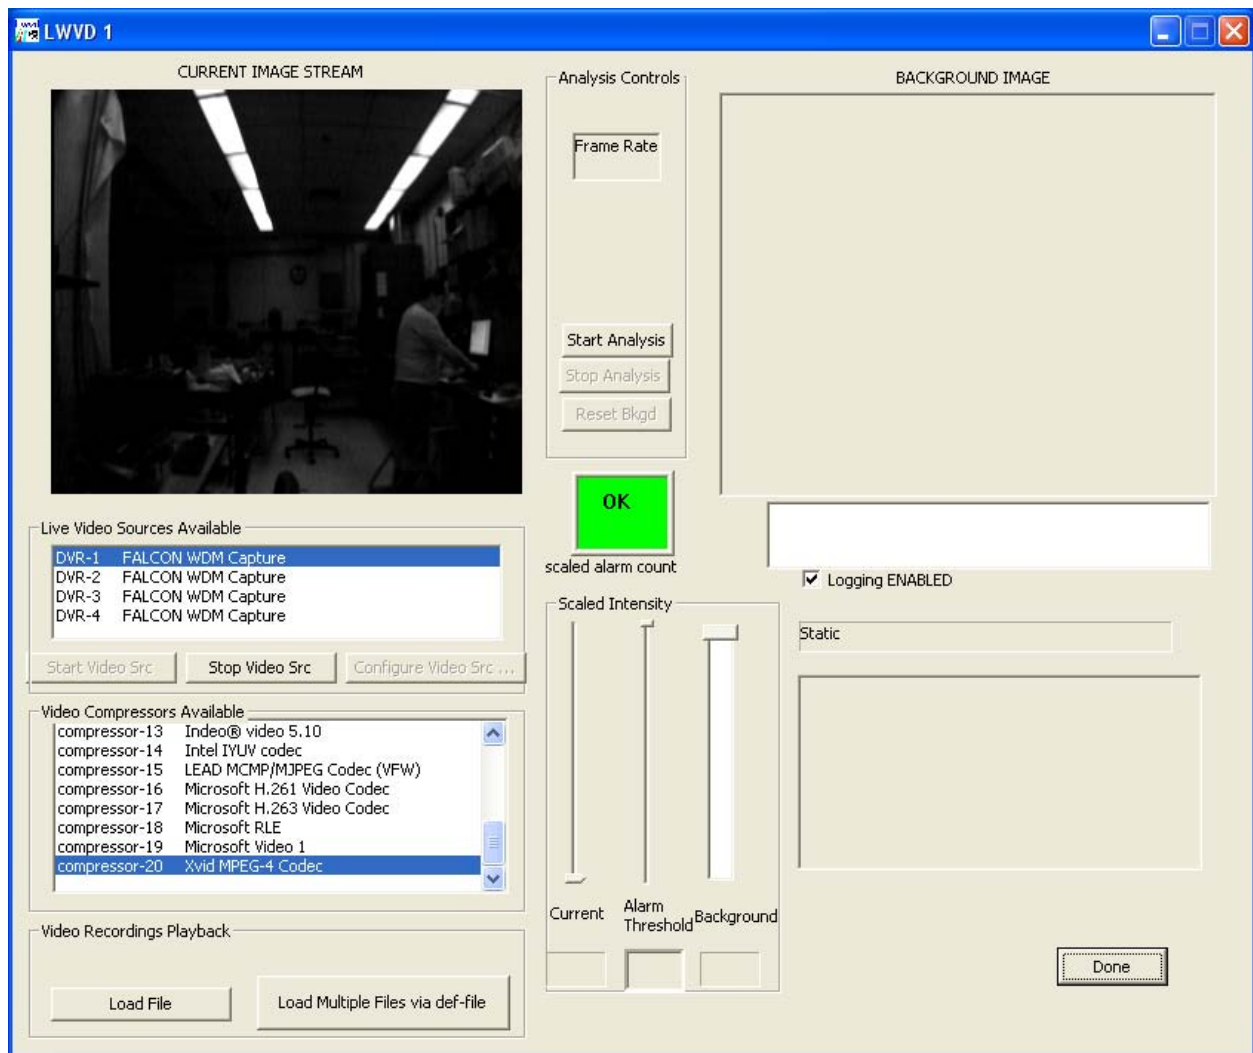 LWVD 1
CURRENT IMAGE STREAM
Analysis Controls
BACKGROUND IMAGE
Frame Rate
Start Analysis
Stop Analysis
Reset Bkgd
OK
scaled alarm count
Live Video Sources Available
DVR-1 FALCON WDM Capture
DVR-2 FALCON WDM Capture
DVR-3 FALCON WDM Capture
DVR-4 FALCON WDM Capture
Start Video Src
Stop Video Src
Configure Video Src ...
Logging ENABLED
Scaled Intensity
Static
Video Compressors Available
compressor-13 Indeo® video 5.10
compressor-14 Intel IYUV codec
compressor-15 LEAD MCMP/MJPEG Codec (VFW)
compressor-16 Microsoft H.261 Video Codec
compressor-17 Microsoft H.263 Video Codec
compressor-18 Microsoft RLE
compressor-19 Microsoft Video 1
compressor-20 Xvid MPEG-4 Codec
Current
Alarm
Threshold
Background
Video Recordings Playback
Load File
Load Multiple Files via def-file
Done